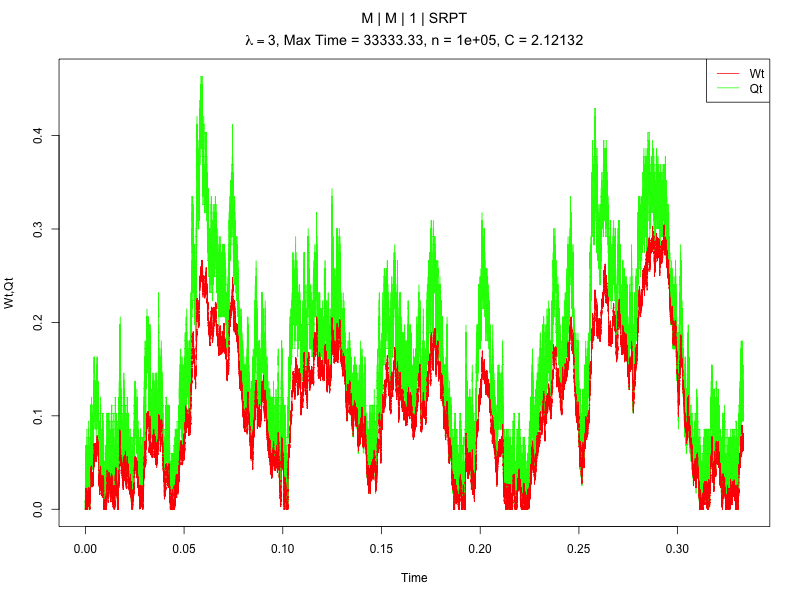 M | M | 1 | SRPT
λ = 3, Max Time = 33333.33, n = 1e+05, C = 2.12132
Wt
Qt
Wt,Qt
0.4
0.3
0.2
0.1
0.0
0.00 0.05 0.10 0.15 0.20 0.25 0.30
Time